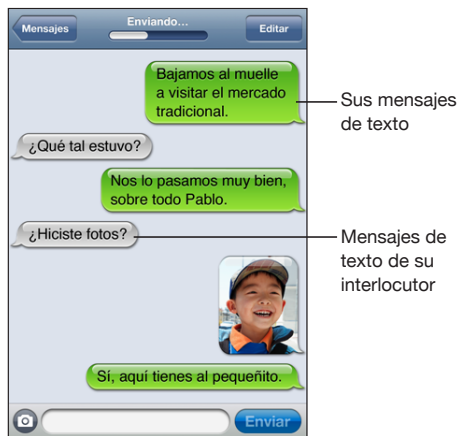 Mensajes
Enviando...
Editar
Bajamos al muelle
a visitar el mercado
tradicional.
Sus mensajes
de texto
¿Qué tal estuvo?
Nos lo pasamos muy bien,
sobre todo Pablo.
¿Hiciste fotos?
Mensajes de
texto de su
interlocutor
Sí, aquí tienes al pequeñito.
Enviar